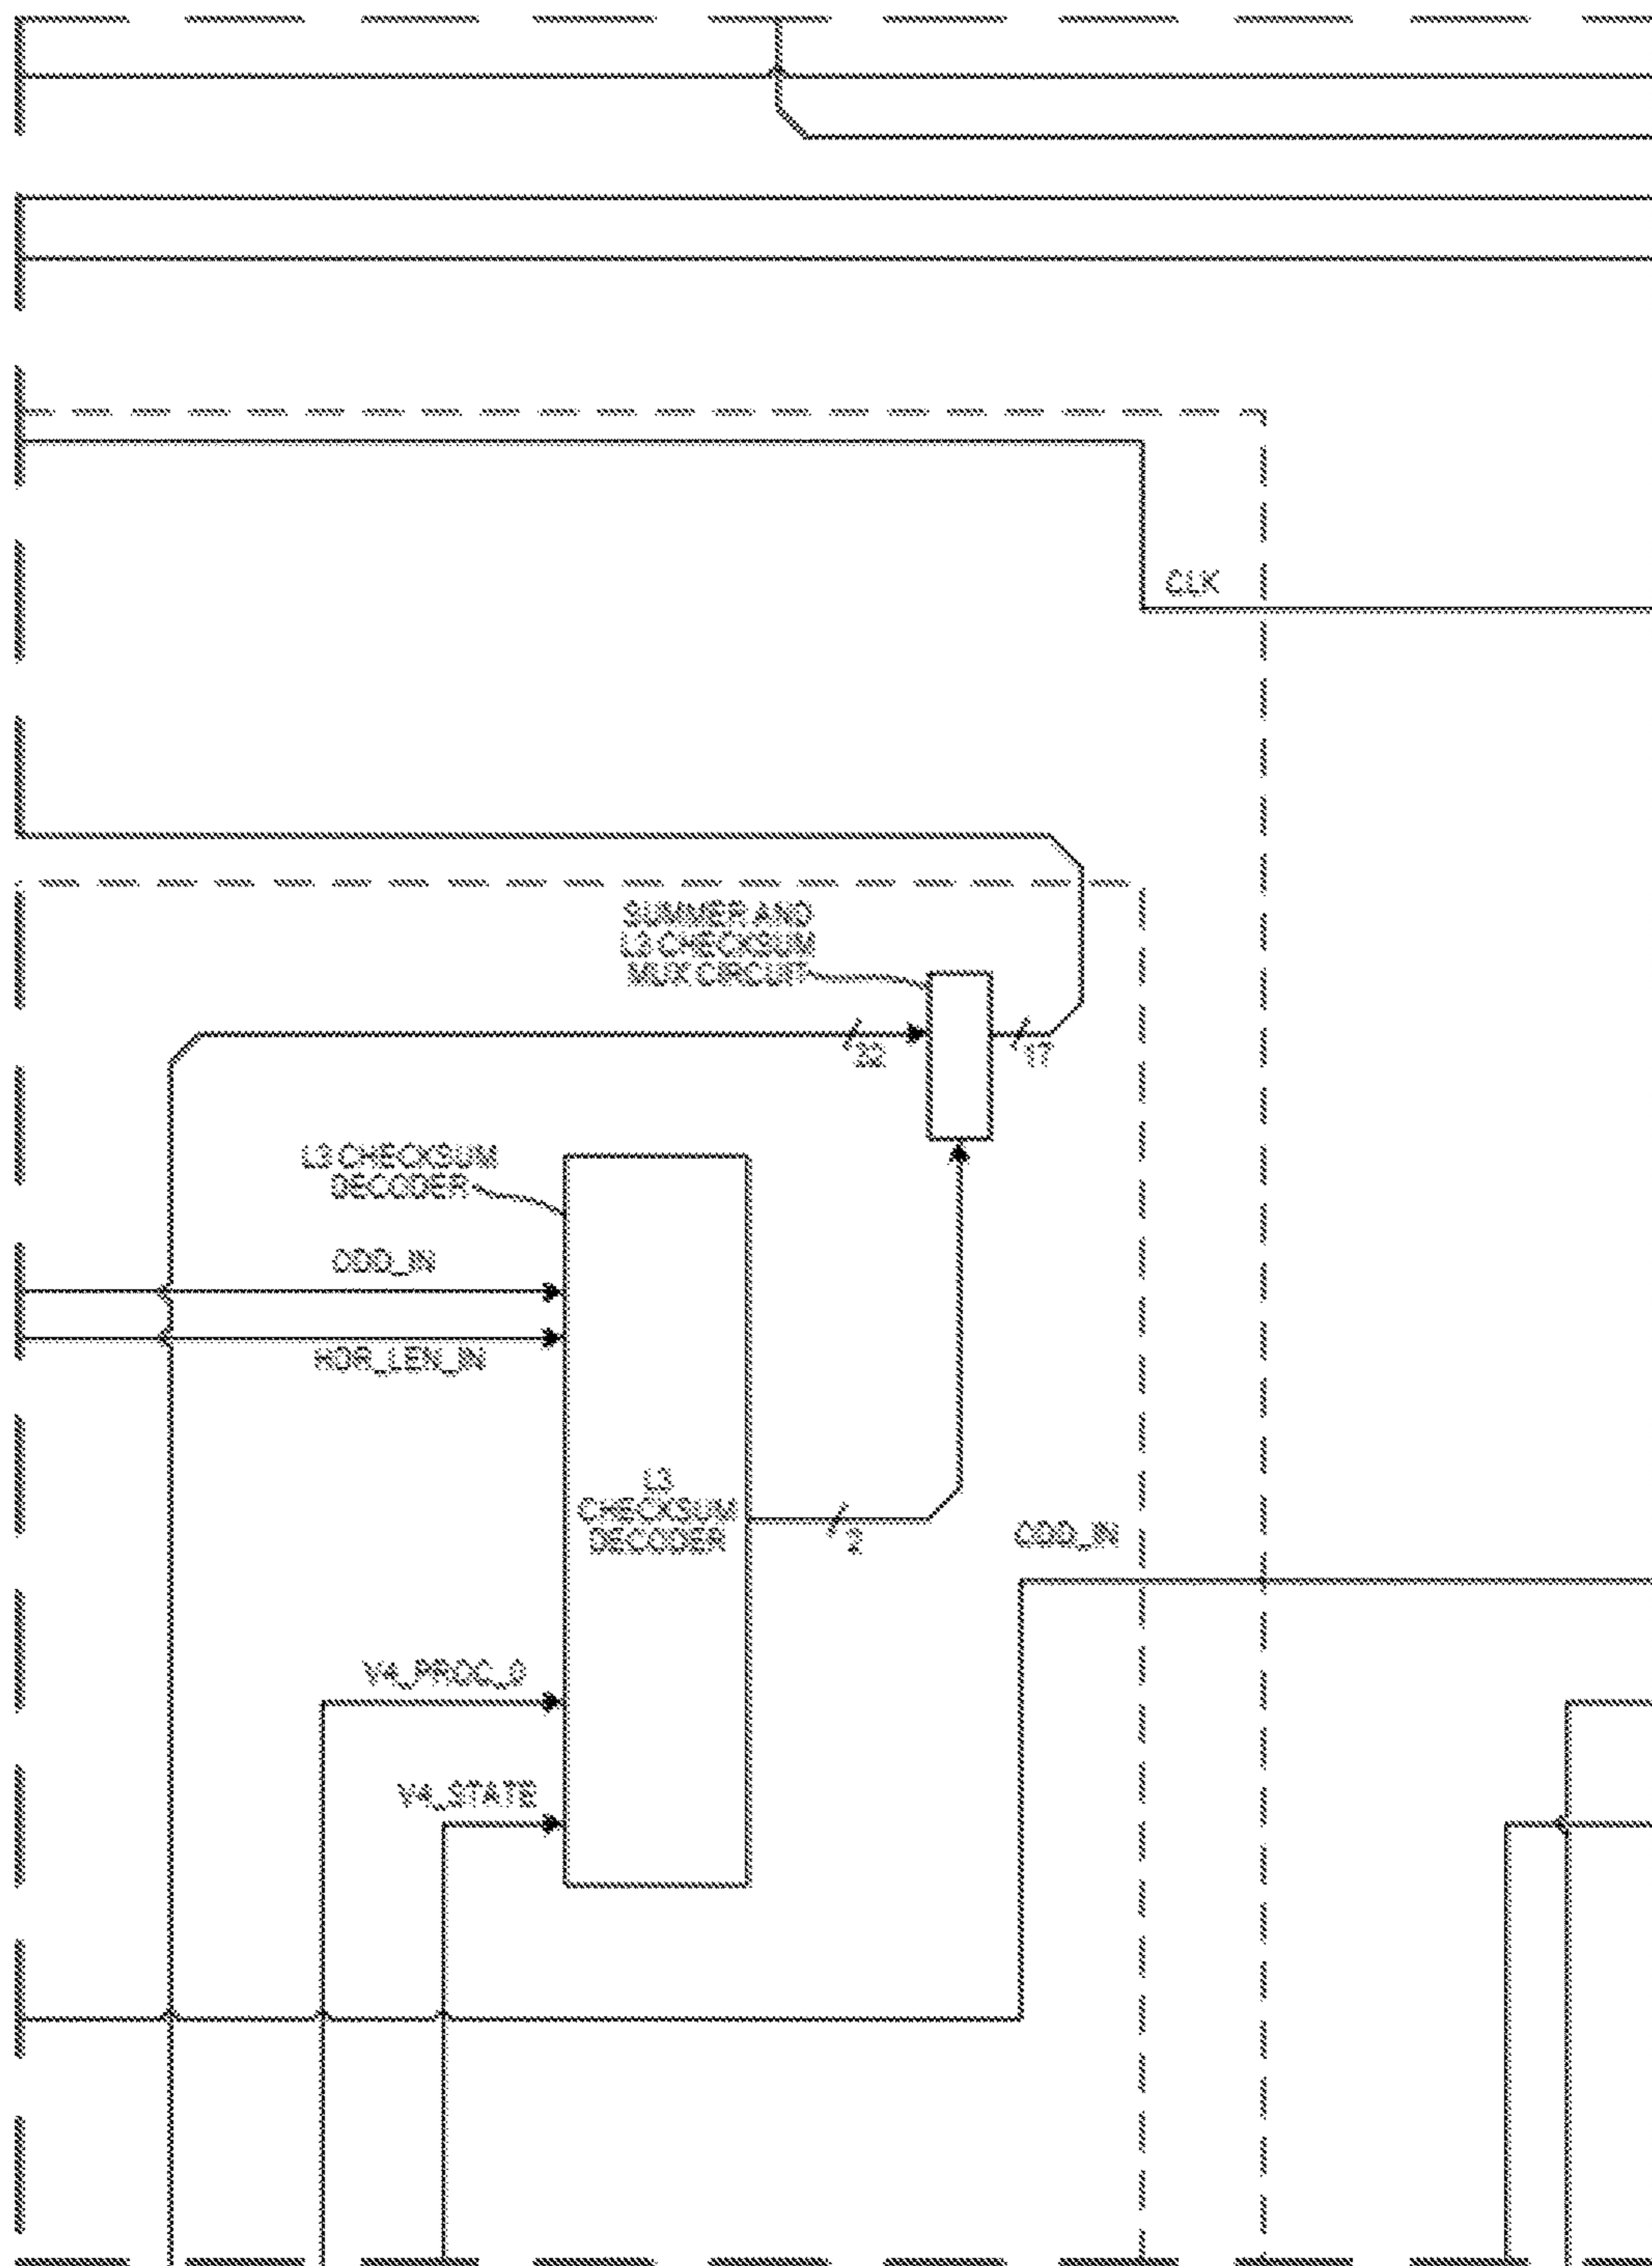 CLK
SUMMER AND
L3 CHECKSUM
MUX CIRCUIT
32
17
L3 CHECKSUM
DECODER
ODD_IN
HDR_LEN_IN
L3
CHECKSUM
DECODER
2
ODD_IN
V4_PROC_0
V4_STATE